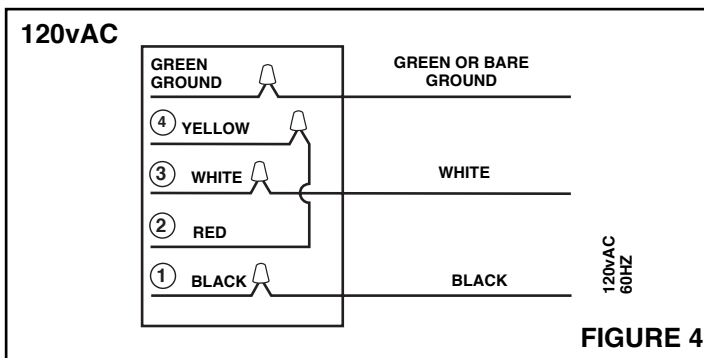 120vAC
GREEN
GROUND
GREEN OR BARE
GROUND
4 YELLOW
3 WHITE
WHITE
2 RED
1 BLACK
BLACK
120vAC
60HZ
FIGURE 4